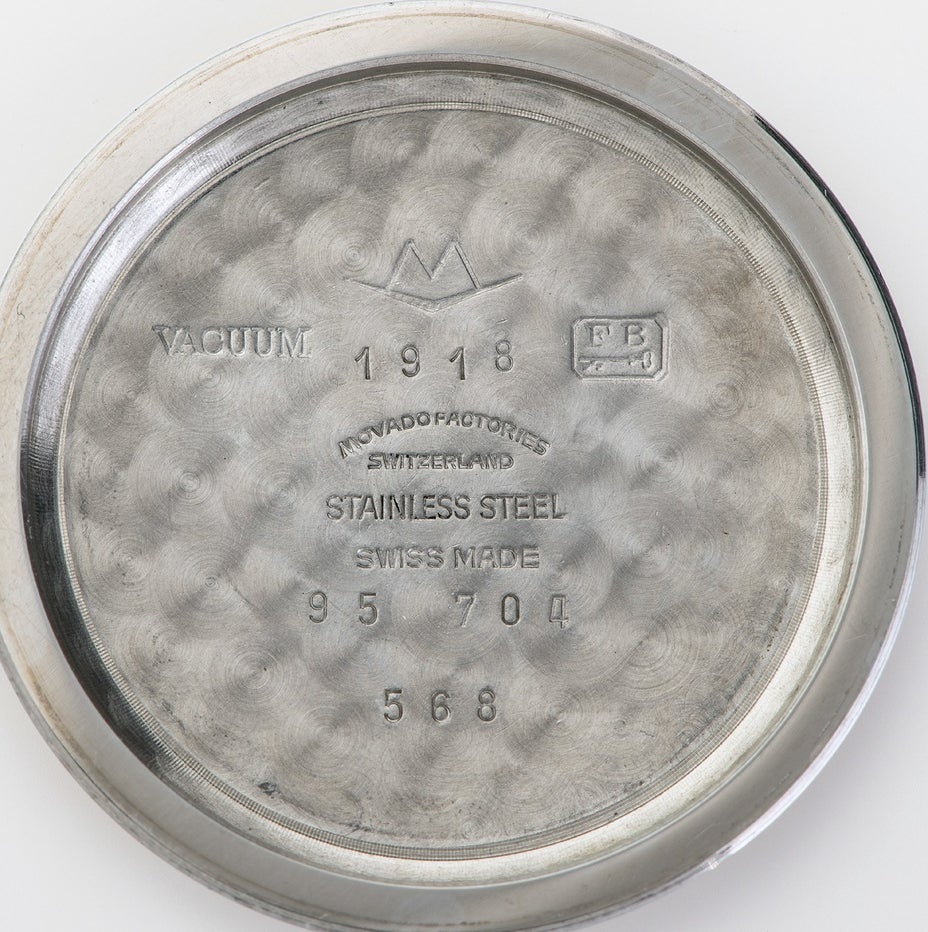 VACUUM
1918
FB
MOVADO FACTORIES
SWITZERLAND
STAINLESS STEEL
SWISS MADE
95 704
568